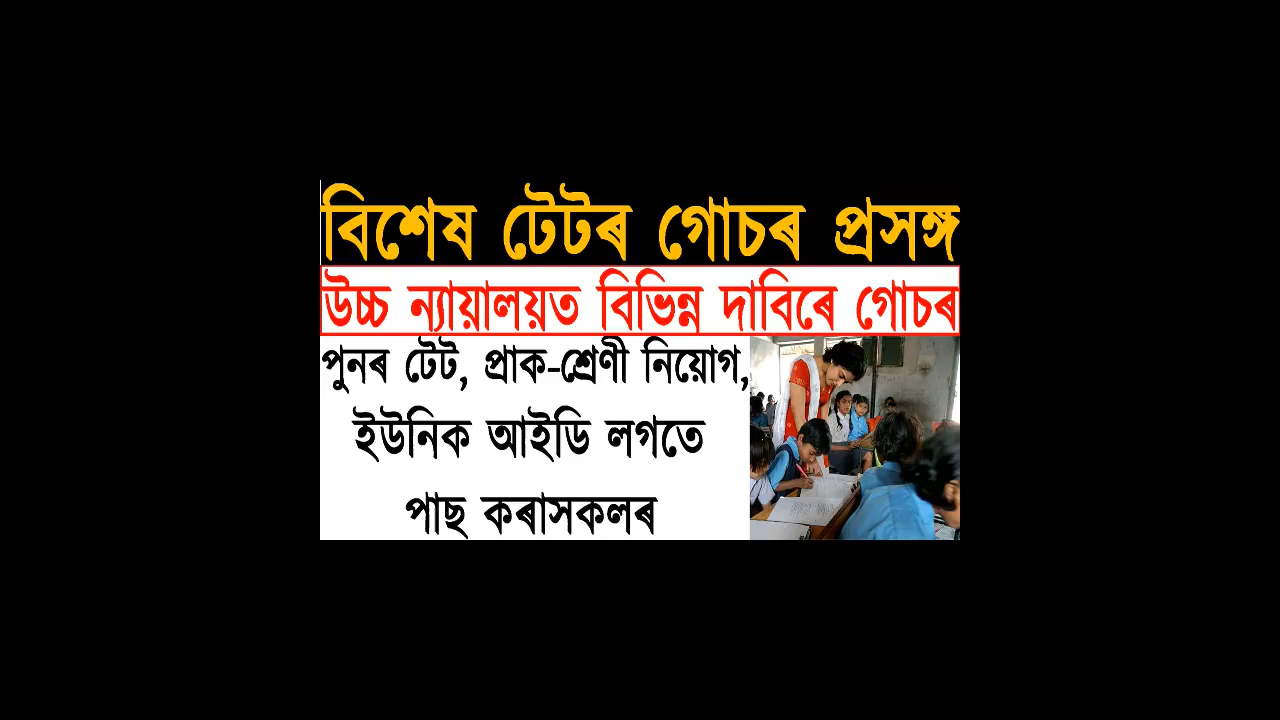 বিশেষ টেটৰ গোচৰ প্ৰসঙ্গ
উচ্চ ন্যায়ালয়ত বিভিন্ন দাবিৰে গোচৰ
পুনৰ টেট, প্ৰাক-শ্ৰেণী নিয়োগ,
ইউনিক আইডি লগতে
পাছ কৰাসকলৰ